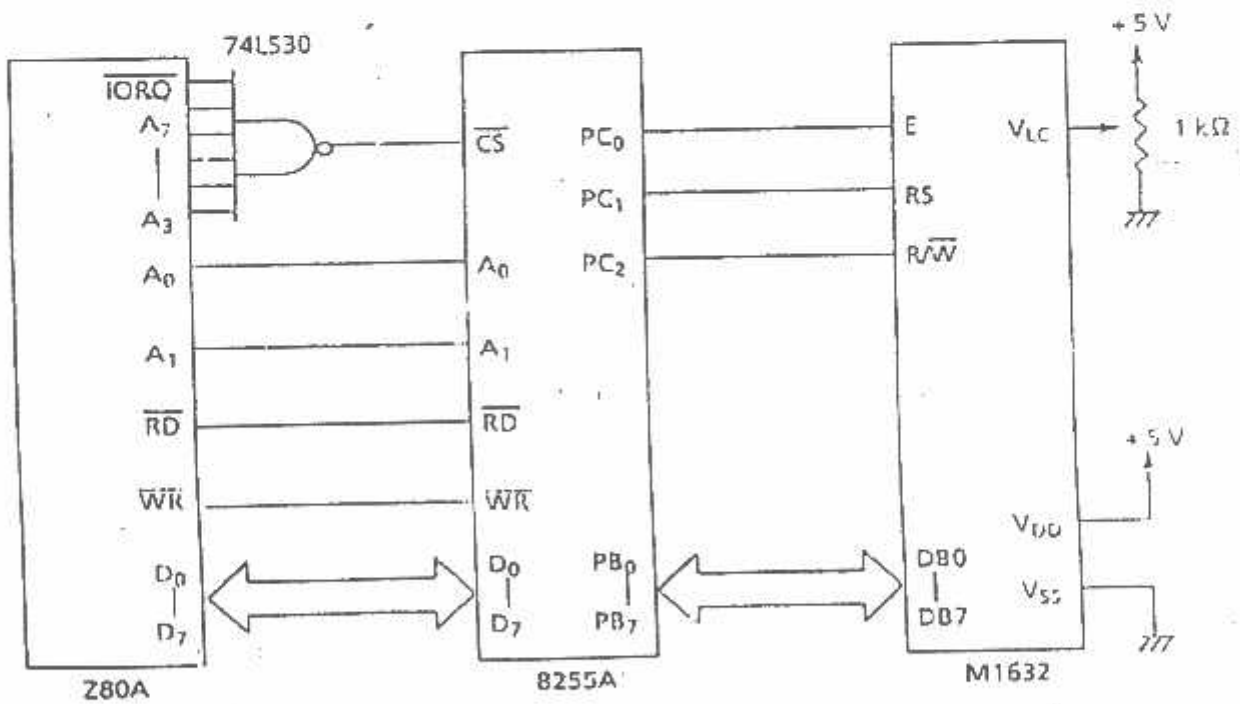 74LS30
+ 5 V
IORQ
A7
A3
A0
A1
RD
WR
D0
D7
Z80A
CS
A0
A1
RD
WR
D0
D7
PC0
PC1
PC2
PB0
PB7
8255A
E
RS
R/W
DB0
DB7
VLC
VDD
VSS
M1632
1 kΩ
+ 5 V